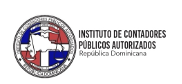 INSTITUTO DE CONTADORES
PÚBLICOS AUTORIZADOS
República Dominicana